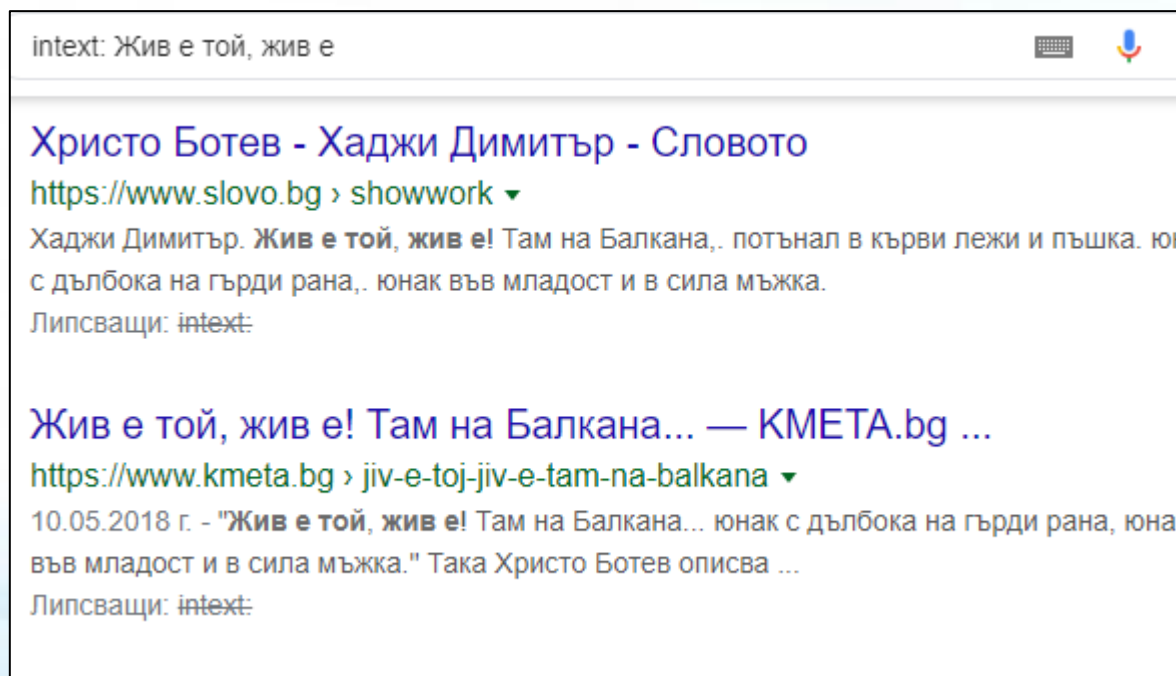 intext: Жив е той, жив е
Христо Ботев - Хаджи Димитър - Словото
https://www.slovo.bg › showwork
Хаджи Димитър. Жив е той, жив е! Там на Балкана,. потънал в кърви лежи и пъшка.
с дълбока на гърди рана,. юнак във младост и в сила мъжка.
Липсващи: intext:
Жив е той, жив е! Там на Балкана... — KMETA.bg ...
https://www.kmeta.bg › jiv-e-toj-jiv-e-tam-na-balkana
10.05.2018 г. - "Жив е той, жив е! Там на Балкана... юнак с дълбока на гърди рана,
във младост и в сила мъжка." Така Христо Ботев описва ...
Липсващи: intext: